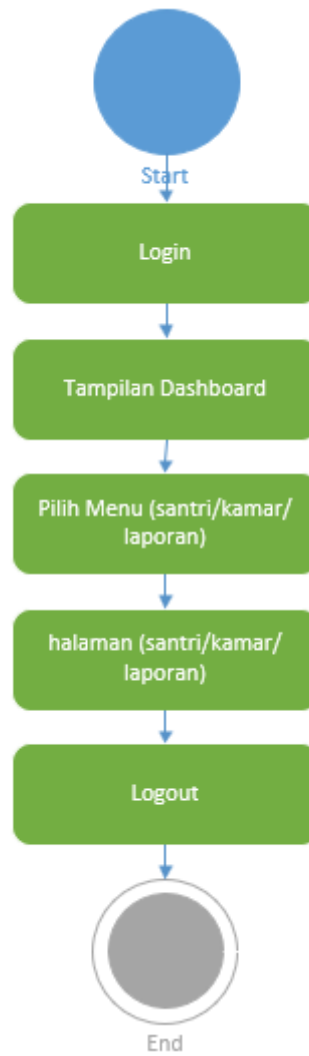 Start
Login
Tampilan Dashboard
Pilih Menu (santri/kamar/
laporan)
halaman (santri/kamar/
laporan)
Logout
End